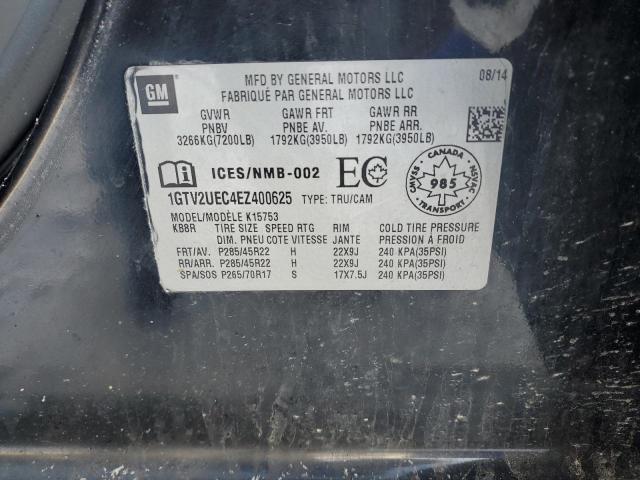 GM
MFD BY GENERAL MOTORS LLC 08/14
FABRIQUÉ PAR GENERAL MOTORS LLC
GVWR GAWR FRT GAWR RR
PNBV PNBE AV. PNBE ARR.
3266KG(7200LB) 1792KG(3950LB) 1792KG(3950LB)
ICES/NMB-002 EC
CANADA
CMVSS 985 NSVAC
TRANSPORT
1GTV2UEC4EZ400625 TYPE: TRU/CAM
MODEL/MODÈLE K15753
KB8R TIRE SIZE SPEED RTG RIM COLD TIRE PRESSURE
DIM. PNEU COTE VITESSE JANTE PRESSION À FROID
FRT/AV. P285/45R22 H 22X9J 240 KPA(35PSI)
RR/ARR. P285/45R22 H 22X9J 240 KPA(35PSI)
SPA/SOS P265/70R17 S 17X7.5J 240 KPA(35PSI)